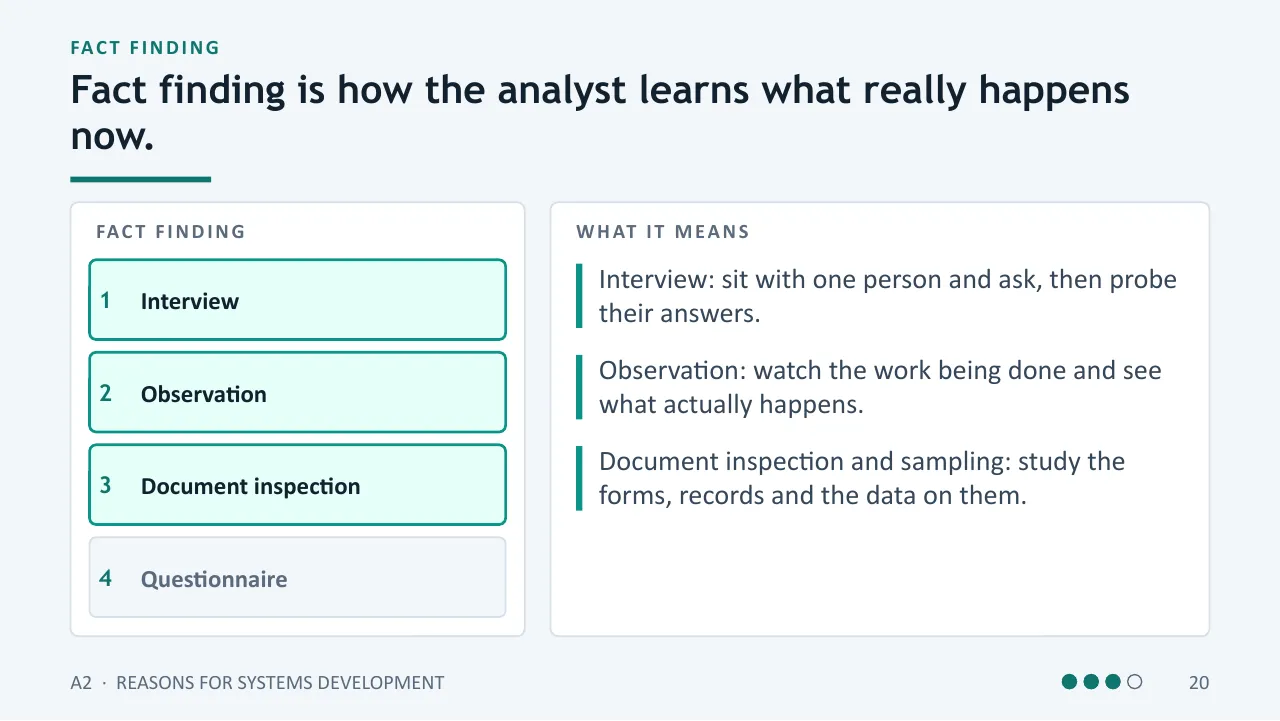 FACT FINDING
Fact finding is how the analyst learns what really happens
now.
FACT FINDING
1 Interview
2 Observation
3 Document inspection
4 Questionnaire
WHAT IT MEANS
Interview: sit with one person and ask, then probe
their answers.
Observation: watch the work being done and see
what actually happens.
Document inspection and sampling: study the
forms, records and the data on them.
A2 · REASONS FOR SYSTEMS DEVELOPMENT
20